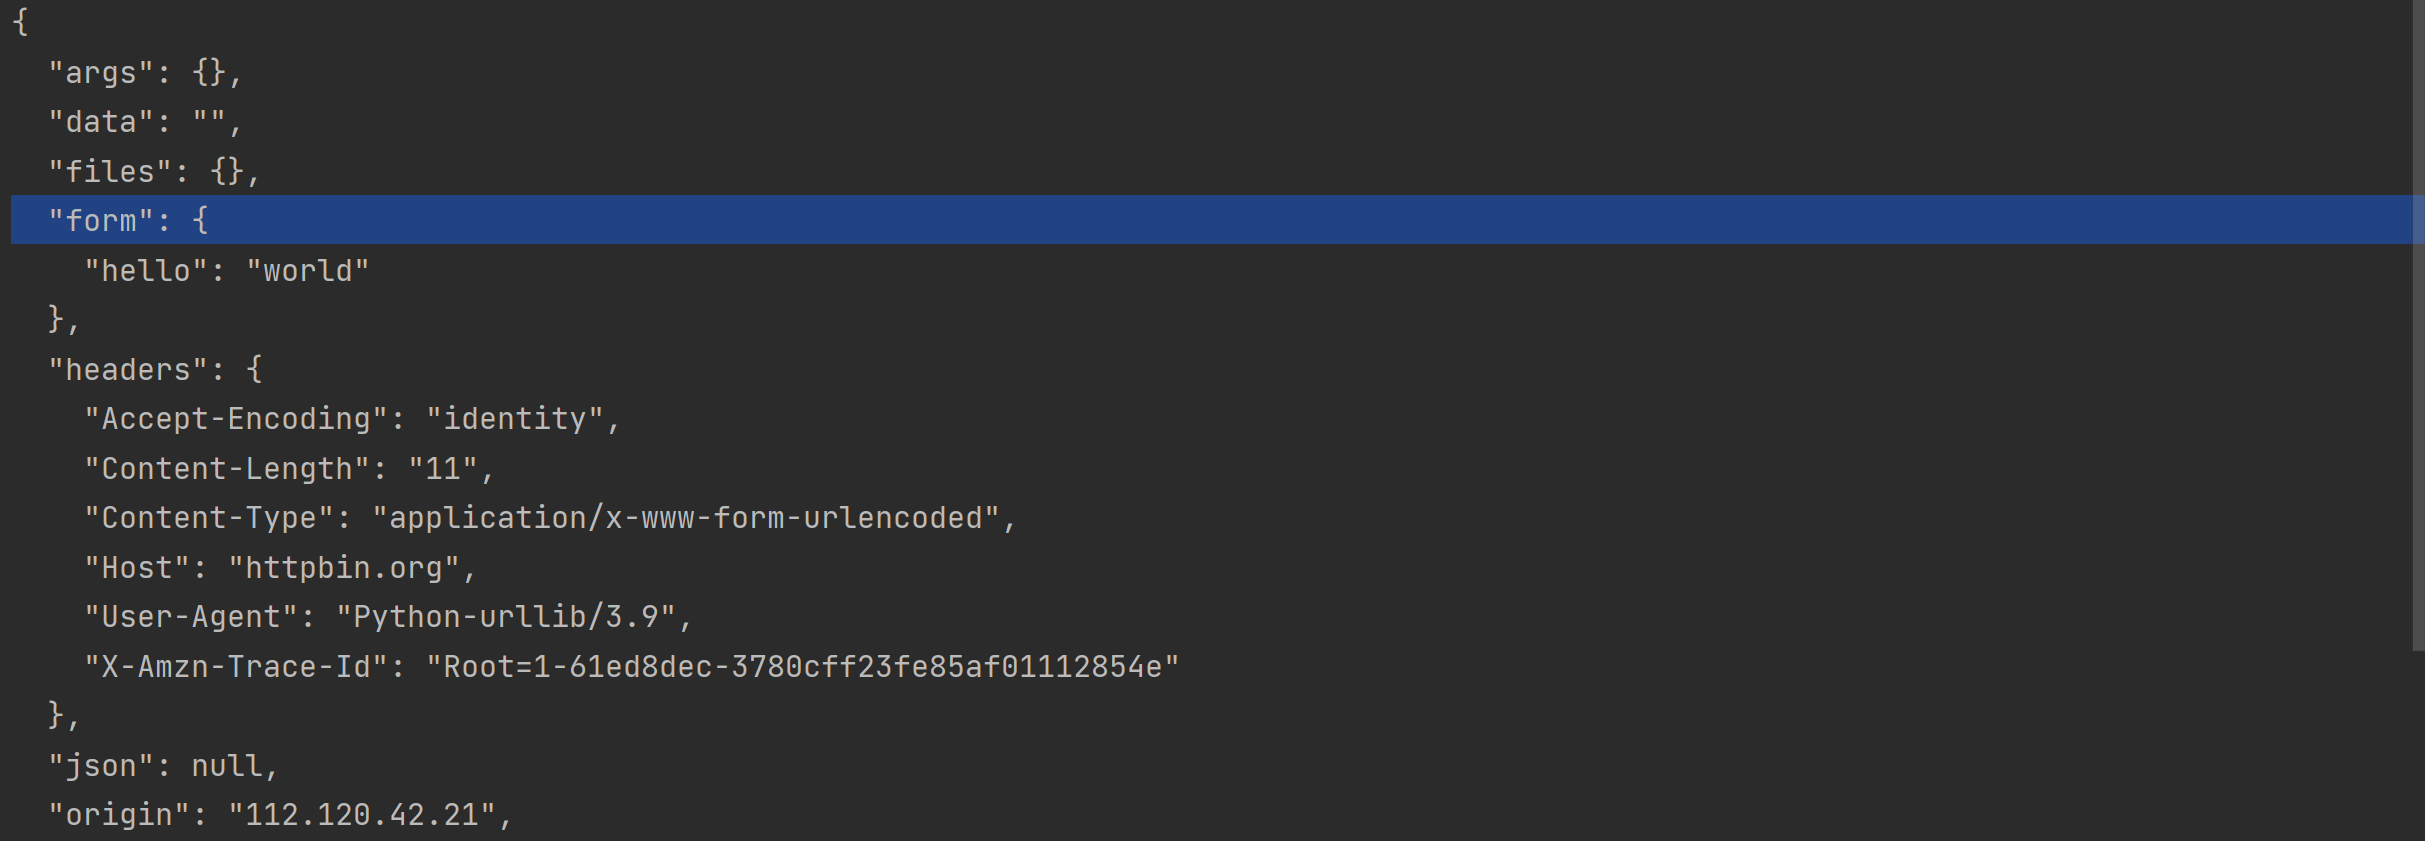 {
  "args": {},
  "data": "",
  "files": {},
  "form": {
    "hello": "world"
  },
  "headers": {
    "Accept-Encoding": "identity",
    "Content-Length": "11",
    "Content-Type": "application/x-www-form-urlencoded",
    "Host": "httpbin.org",
    "User-Agent": "Python-urllib/3.9",
    "X-Amzn-Trace-Id": "Root=1-61ed8dec-3780cff23fe85af01112854e"
  },
  "json": null,
  "origin": "112.120.42.21",